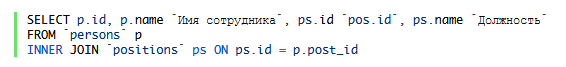 SELECT p.id, p.name `Имя сотрудника`, ps.id `pos.id`, ps.name `Должность`
FROM `persons` p
INNER JOIN `positions` ps ON ps.id = p.post_id